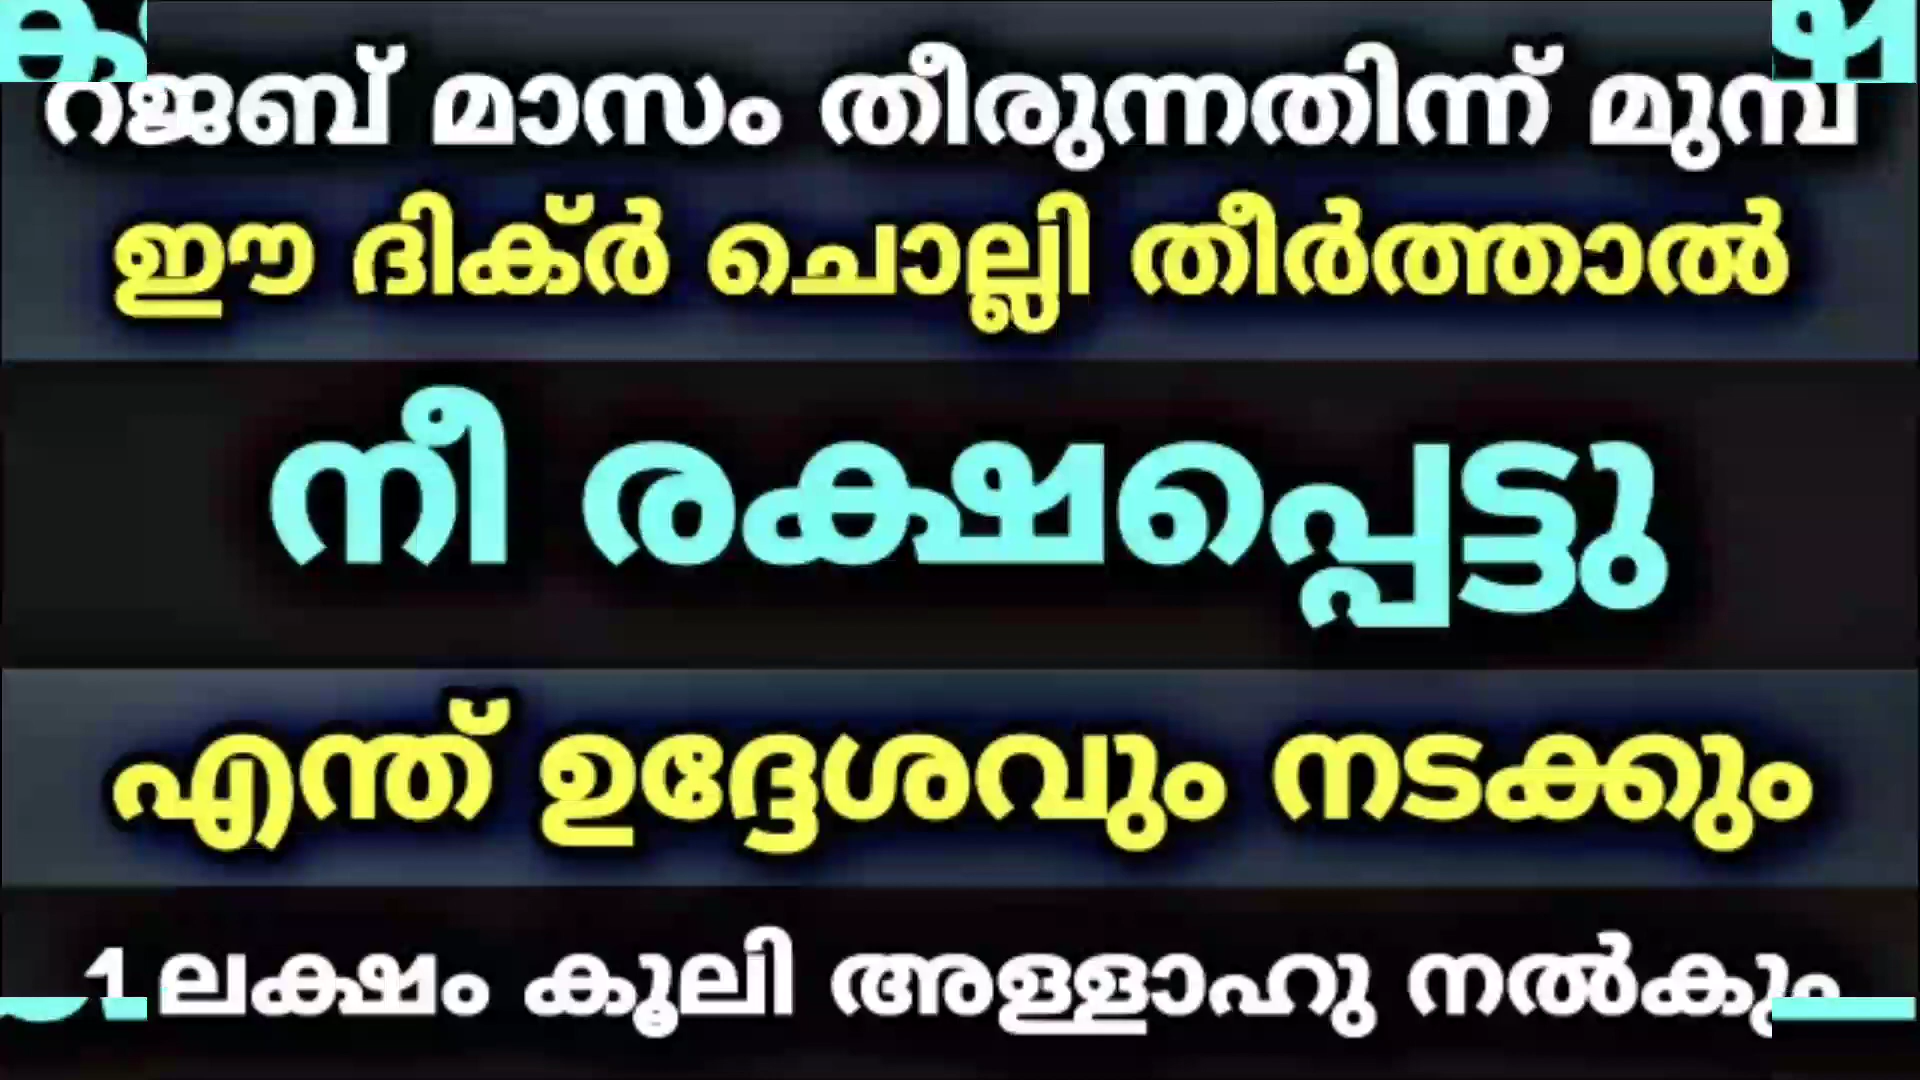 റജബ് മാസം തീരുന്നതിന്ന് മുമ്പ്
ഈ ദിക്ർ ചൊല്ലി തീർത്താൽ
നീ രക്ഷപ്പെട്ടു
എന്ത് ഉദ്ദേശവും നടക്കും
1 ലക്ഷം കൂലി അള്ളാഹു നൽകും